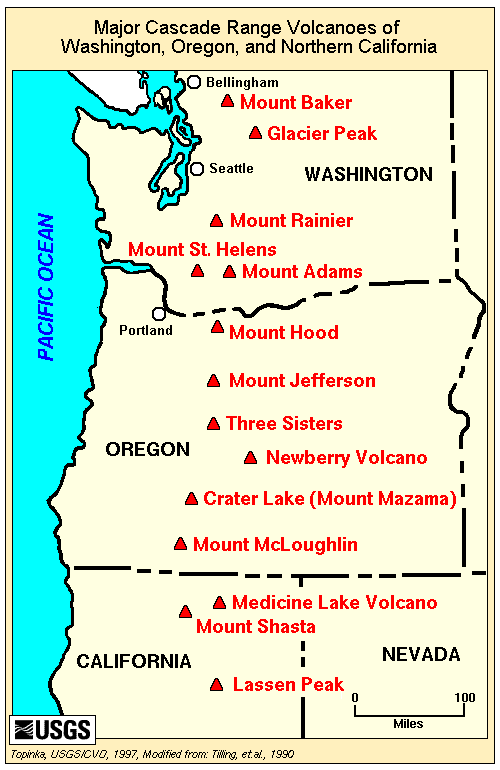 Major Cascade Range Volcanoes of
Washington, Oregon, and Northern California
Bellingham
Mount Baker
Glacier Peak
Seattle
WASHINGTON
Mount Rainier
Mount St. Helens
Mount Adams
PACIFIC OCEAN
Portland
Mount Hood
Mount Jefferson
Three Sisters
OREGON
Newberry Volcano
Crater Lake (Mount Mazama)
Mount McLoughlin
Medicine Lake Volcano
Mount Shasta
CALIFORNIA
NEVADA
Lassen Peak
0 100
Miles
USGS
Topinka, USGS/CVO, 1997, Modified from: Tilling, et.al., 1990